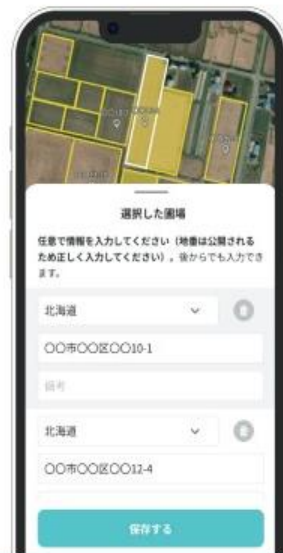 選択した圃場
任意で情報を入力してください（地番は公開される
ため正しく入力してください）。後からでも入力でき
ます。
北海道
〇〇市〇〇区〇〇10-1
備考
北海道
〇〇市〇〇区〇〇12-4
保存する